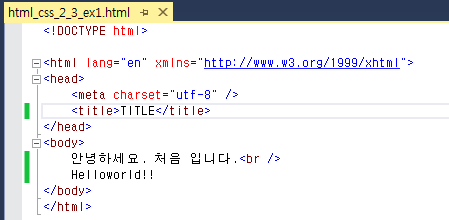 html_css_2_3_ex1.html
<!DOCTYPE html>
<html lang="en" xmlns="http://www.w3.org/1999/xhtml">
<head>
<meta charset="utf-8" />
<title>TITLE</title>
</head>
<body>
안녕하세요. 처음 입니다.<br />
Helloworld!!
</body>
</html>